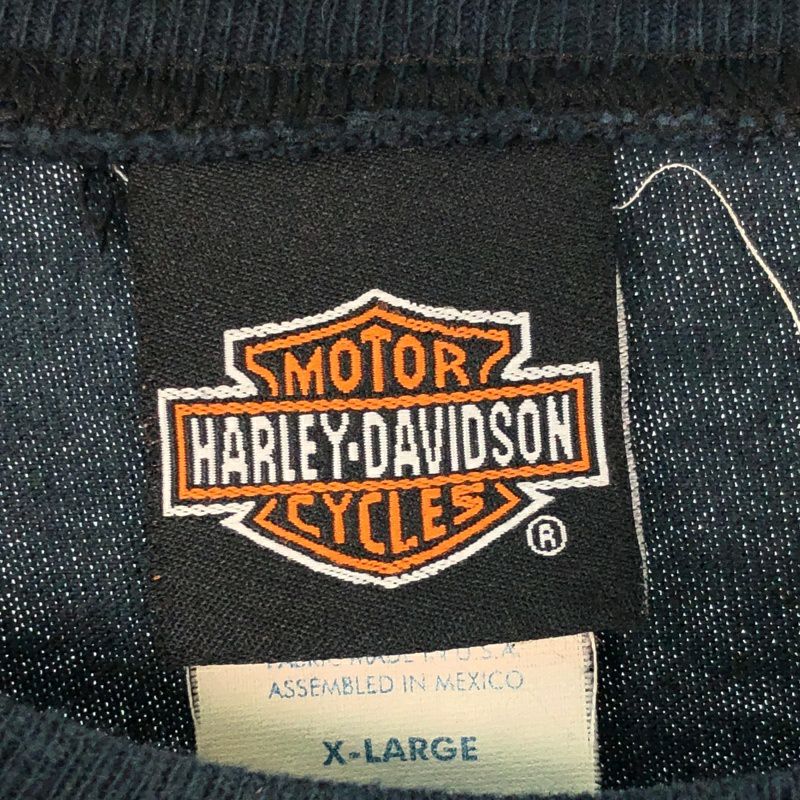 MOTOR
HARLEY-DAVIDSON
CYCLES
®
FABRIC MADE IN U.S.A.
ASSEMBLED IN MEXICO
X-LARGE